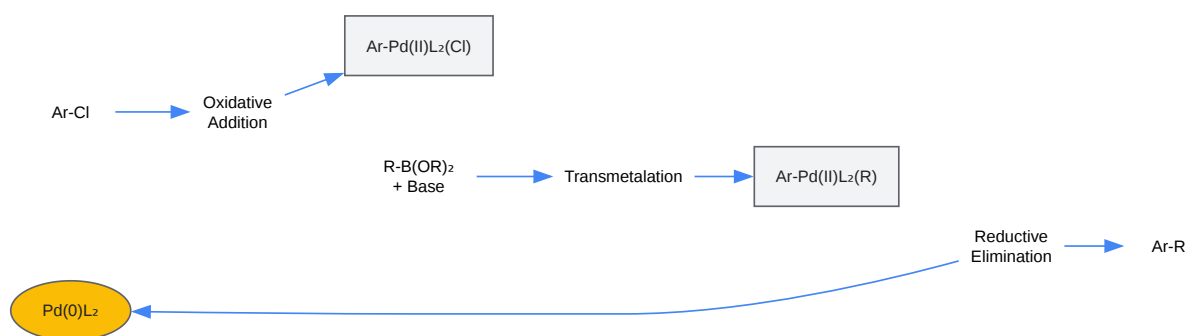 Ar-Pd(II)L₂(Cl)
Ar-Cl
Oxidative
Addition
R-B(OR)₂
+ Base
Transmetalation
Ar-Pd(II)L₂(R)
Reductive
Elimination
Ar-R
Pd(0)L₂